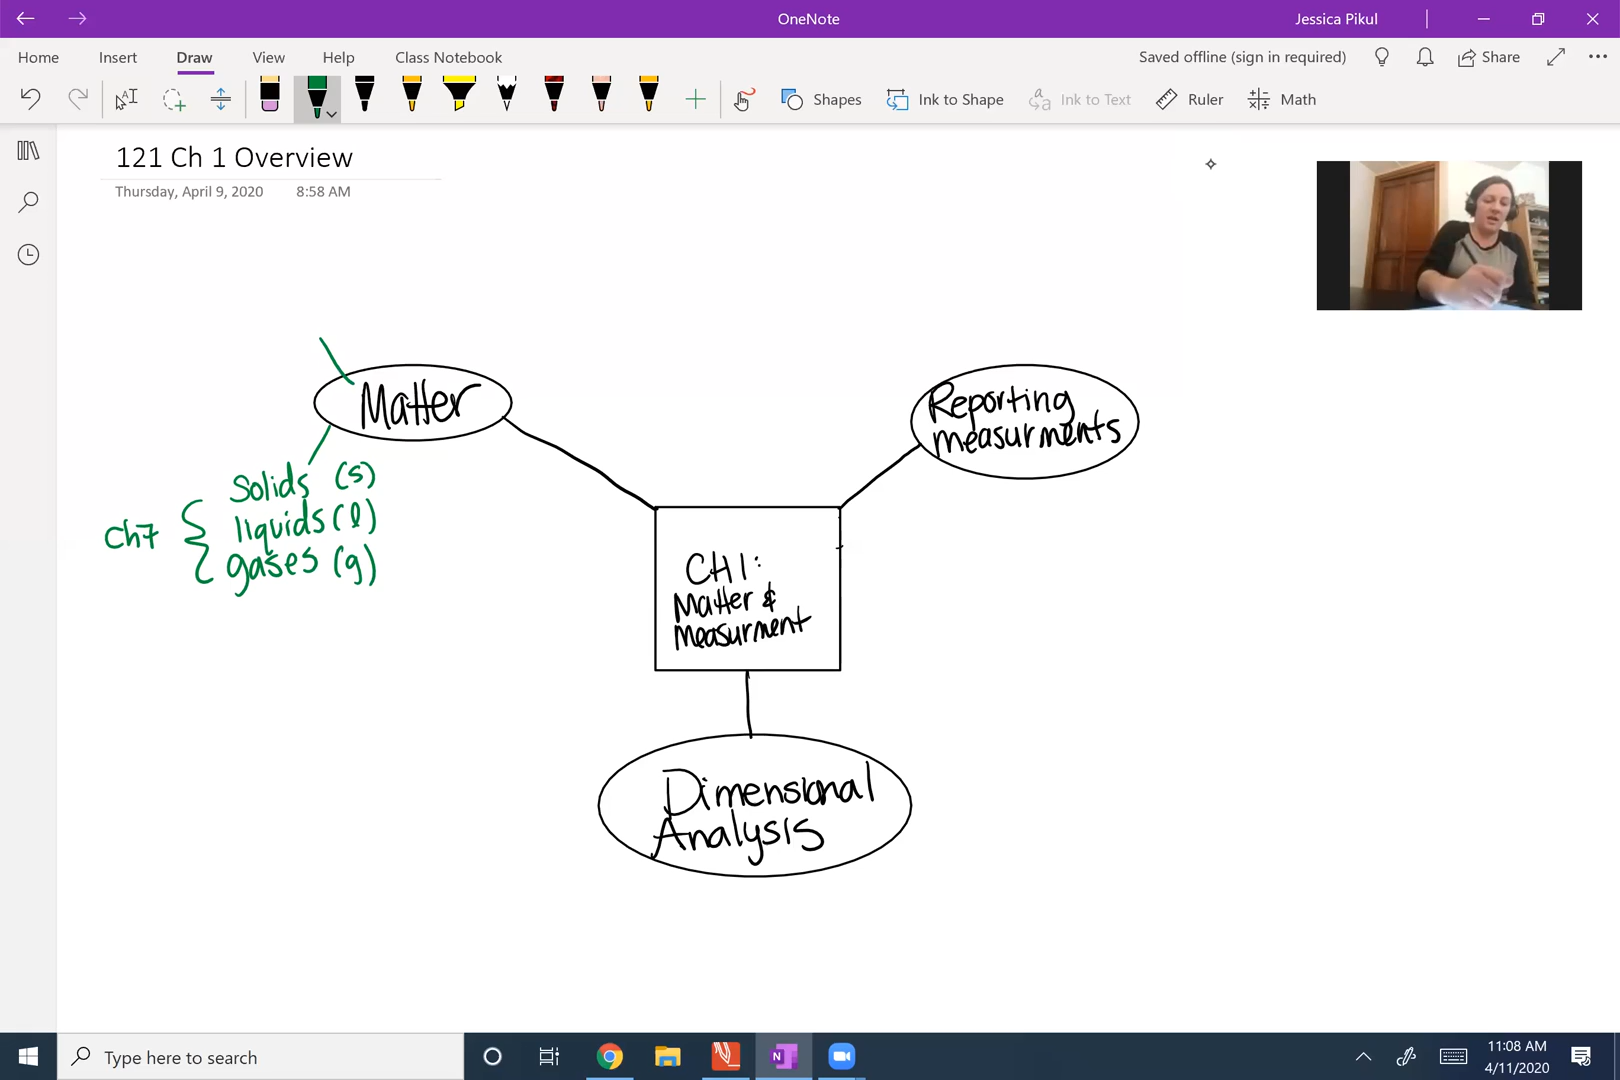 OneNote
Jessica Pikul
Home Insert Draw View Help Class Notebook
Saved offline (sign in required) Share
Shapes Ink to Shape Ink to Text Ruler Math
121 Ch 1 Overview
Thursday, April 9, 2020 8:58 AM
Matter
Reporting
measurments
Solids (s)
Ch7 liquids (l)
gases (g)
CH 1:
Matter &
Measurment
Dimensional
Analysis
Type here to search
11:08 AM
4/11/2020